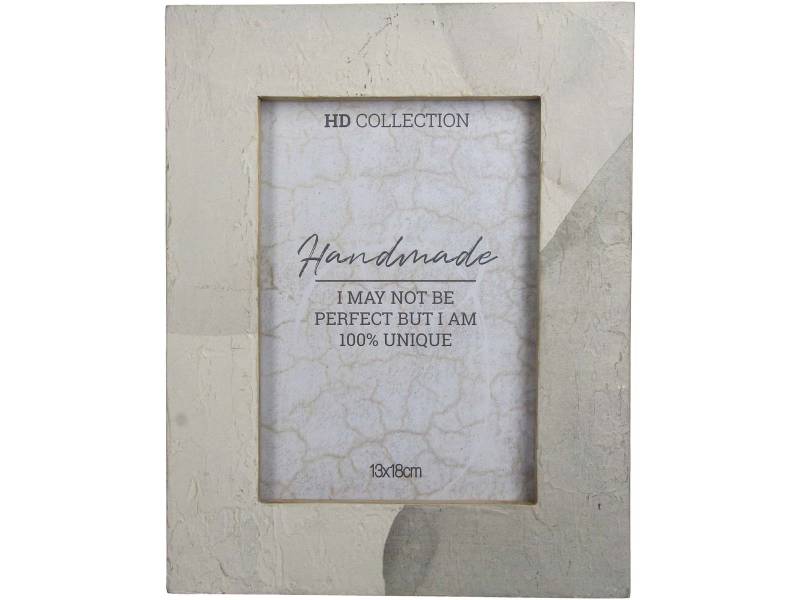 HD COLLECTION
Handmade
I MAY NOT BE
PERFECT BUT I AM
100% UNIQUE
13x18cm